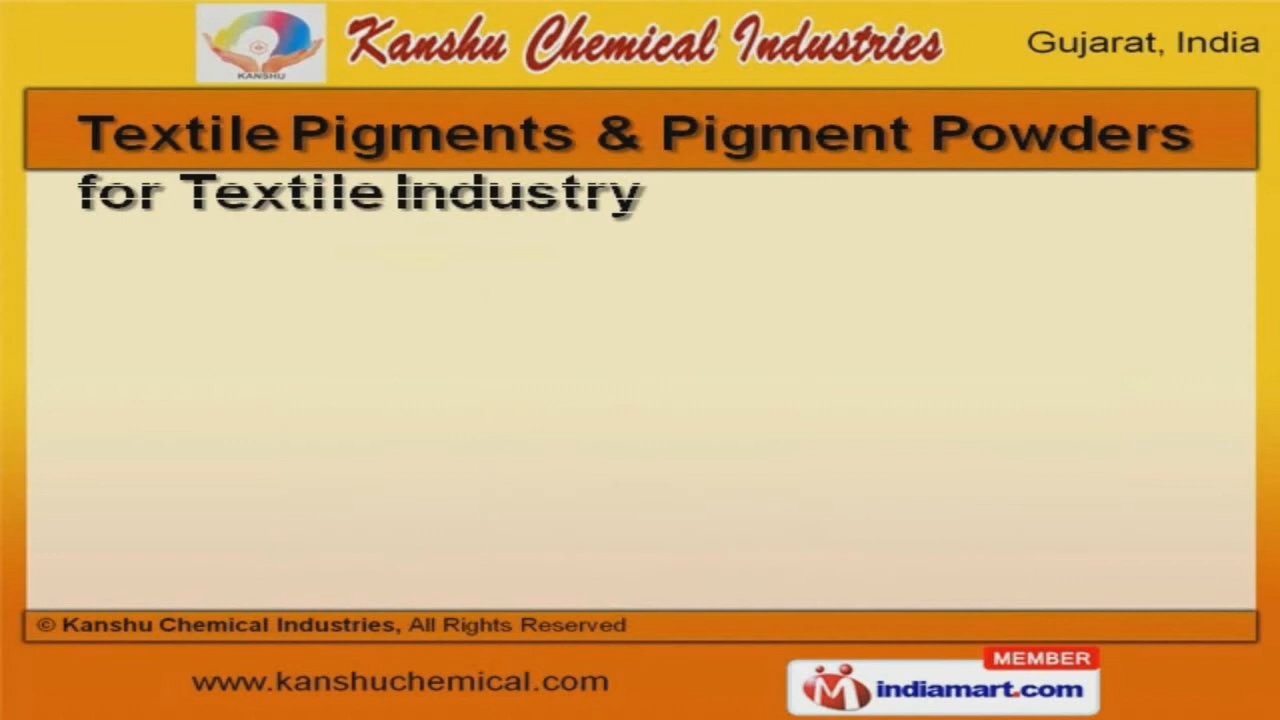 KANSHU
Kanshu Chemical Industries
Gujarat, India
Textile Pigments & Pigment Powders
for Textile Industry
© Kanshu Chemical Industries, All Rights Reserved
www.kanshuchemical.com
MEMBER
indiamart.com